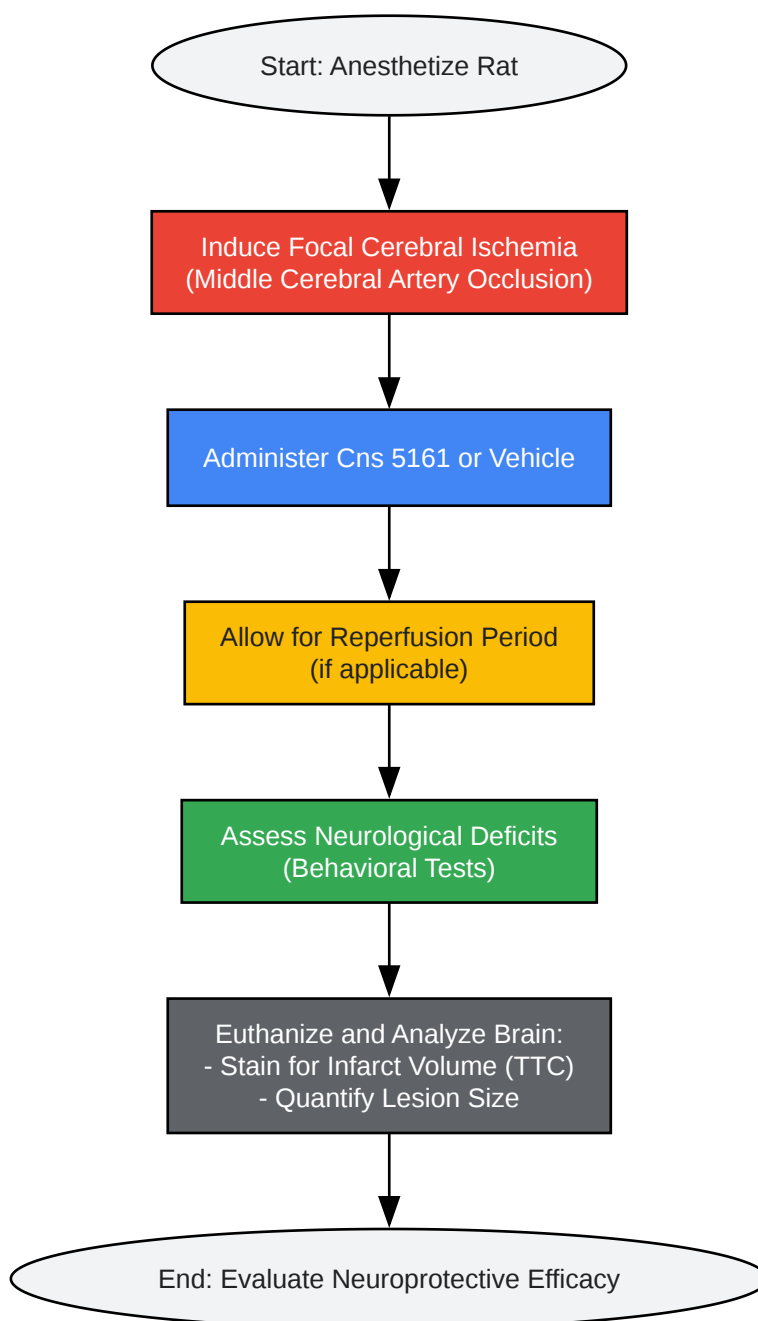 Start: Anesthetize Rat
Induce Focal Cerebral Ischemia
(Middle Cerebral Artery Occlusion)
Administer Cns 5161 or Vehicle
Allow for Reperfusion Period
(if applicable)
Assess Neurological Deficits
(Behavioral Tests)
Euthanize and Analyze Brain:
- Stain for Infarct Volume (TTC)
- Quantify Lesion Size
End: Evaluate Neuroprotective Efficacy